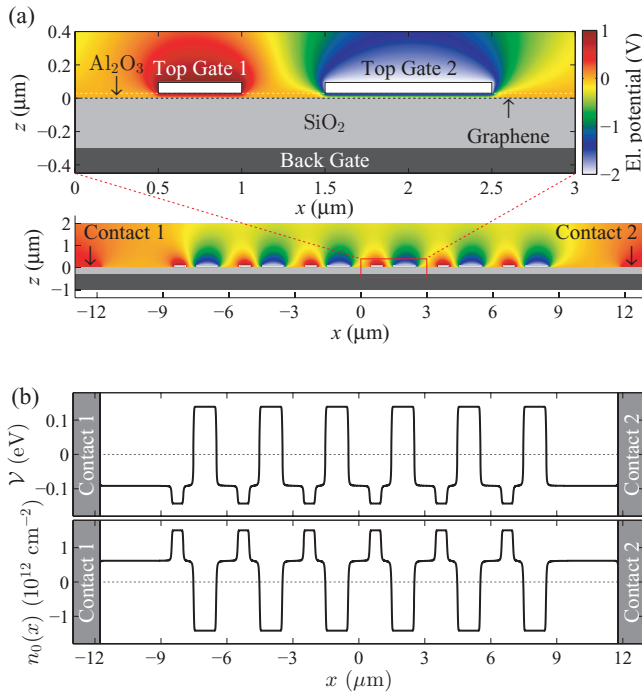 (a)
0.4
0.2
0
−0.2
−0.4
z (μm)
Al2O3
Top Gate 1
Top Gate 2
SiO2
Graphene
Back Gate
0 0.5 1 1.5 2 2.5 3
x (μm)
1
0
−1
−2
El. potential (V)
2
1
0
−1
z (μm)
Contact 1
Contact 2
−12 −9 −6 −3 0 3 6 9 12
x (μm)
(b)
0.1
0
−0.1
𝒱 (eV)
Contact 1
Contact 2
1
0
−1
n0(x) (10^12 cm^−2)
Contact 1
Contact 2
−12 −9 −6 −3 0 3 6 9 12
x (μm)